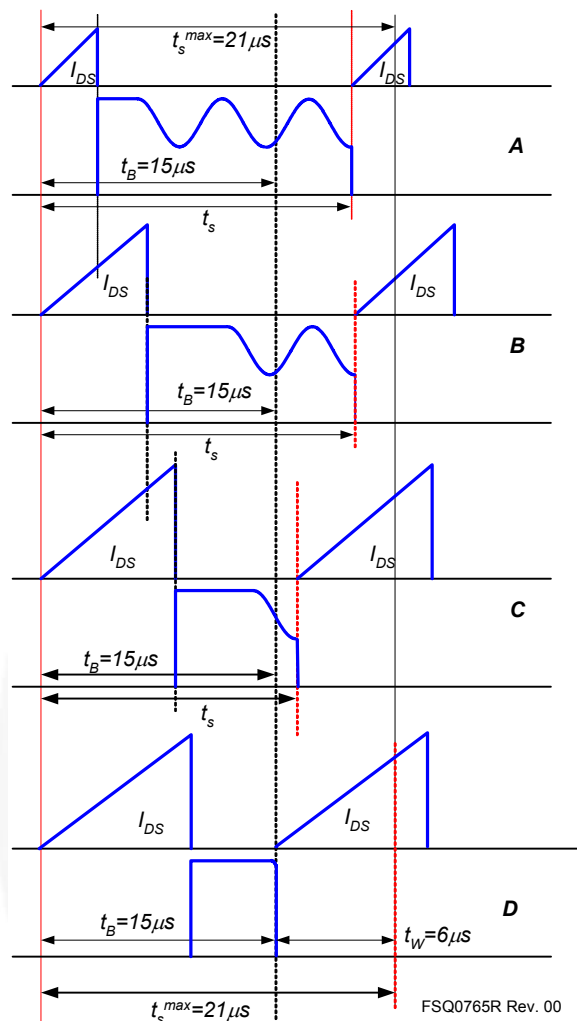 t_s^max=21μs
I_DS
I_DS
A
t_B=15μs
t_s
I_DS
I_DS
B
t_B=15μs
t_s
I_DS
I_DS
C
t_B=15μs
t_s
I_DS
I_DS
D
t_B=15μs
t_W=6μs
t_s^max=21μs
FSQ0765R Rev. 00